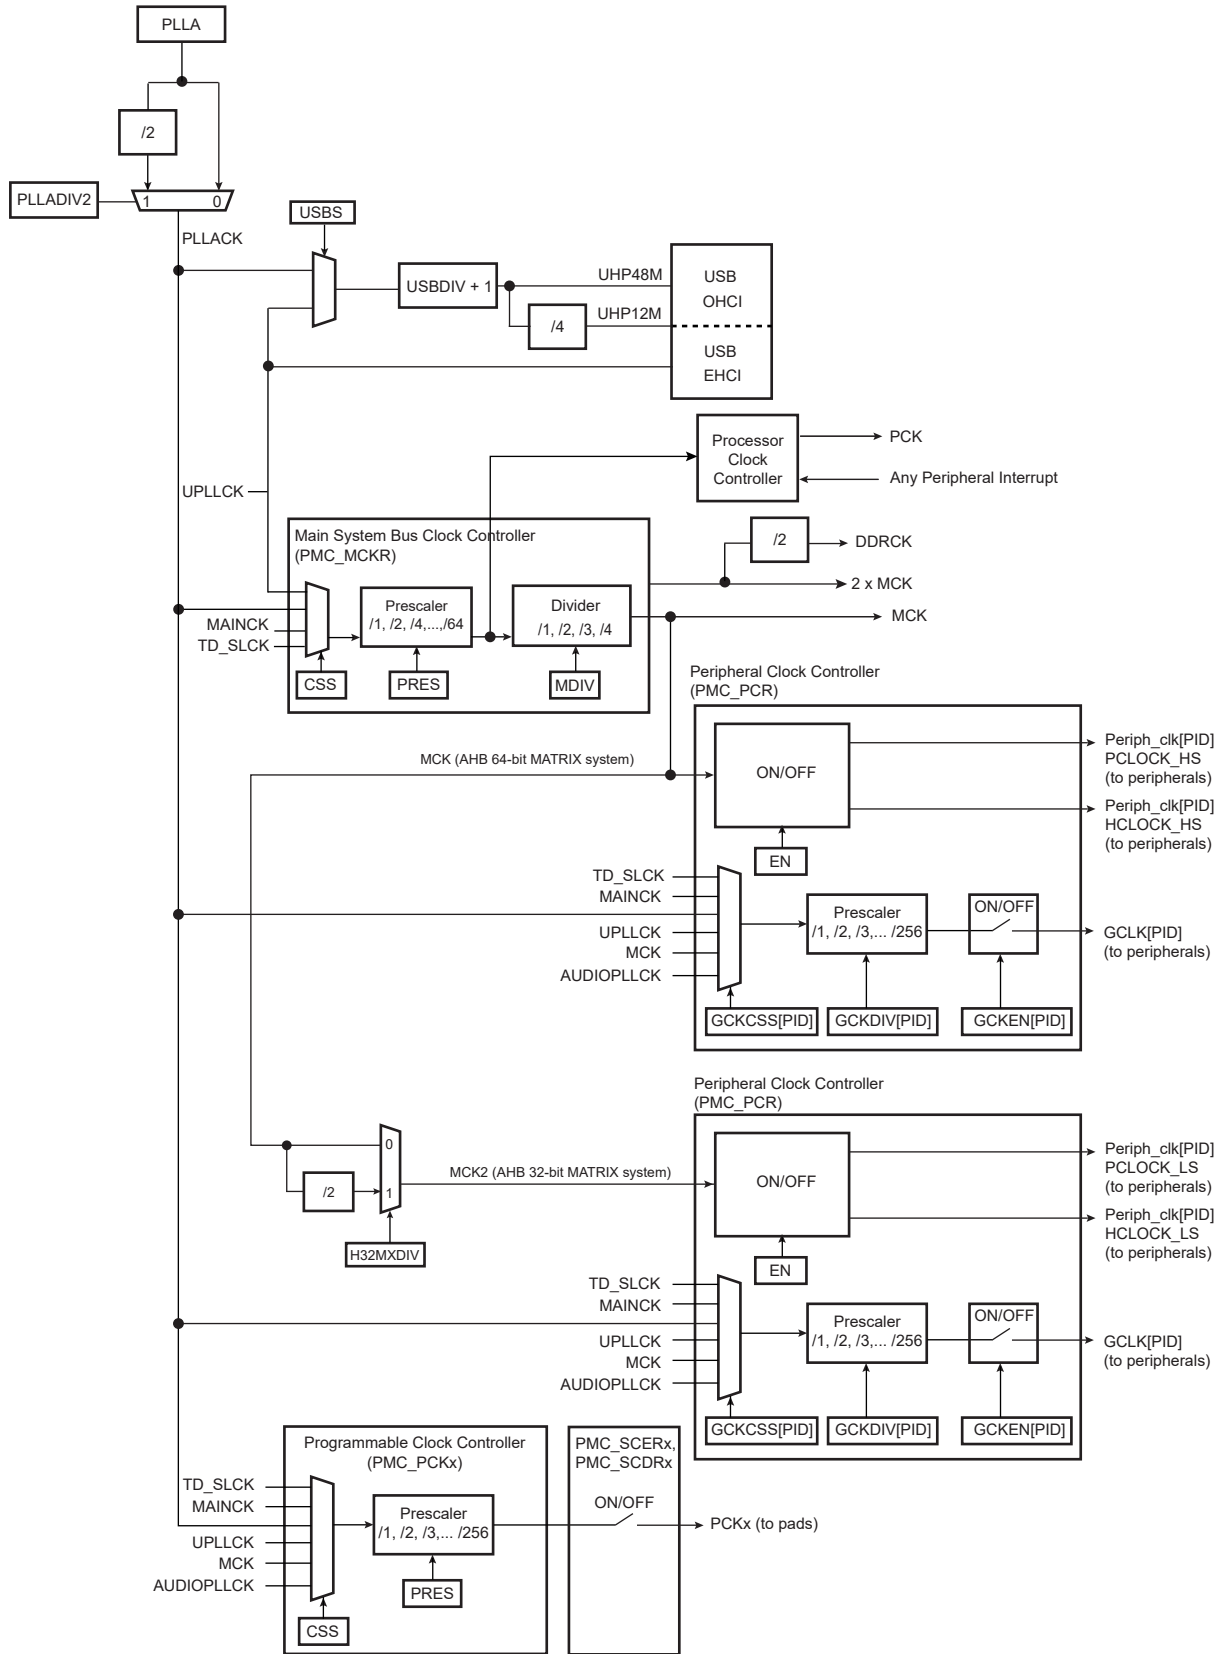 PLLA
/2
PLLADIV2
1
0
PLLACK
USBS
USBDIV + 1
UHP48M
UHP12M
/4
USB
OHCI
USB
EHCI
UPLLCK
Processor
Clock
Controller
PCK
Any Peripheral Interrupt
Main System Bus Clock Controller
(PMC_MCKR)
/2
DDRCK
2 x MCK
MCK
MAINCK
TD_SLCK
Prescaler
/1, /2, /4,...,/64
Divider
/1, /2, /3, /4
CSS
PRES
MDIV
Peripheral Clock Controller
(PMC_PCR)
MCK (AHB 64-bit MATRIX system)
ON/OFF
EN
Periph_clk[PID]
PCLOCK_HS
(to peripherals)
Periph_clk[PID]
HCLOCK_HS
(to peripherals)
TD_SLCK
MAINCK
UPLLCK
MCK
AUDIOPLLCK
Prescaler
/1, /2, /3,... /256
ON/OFF
GCLK[PID]
(to peripherals)
GCKCSS[PID]
GCKDIV[PID]
GCKEN[PID]
Peripheral Clock Controller
(PMC_PCR)
0
1
/2
H32MXDIV
MCK2 (AHB 32-bit MATRIX system)
ON/OFF
EN
Periph_clk[PID]
PCLOCK_LS
(to peripherals)
Periph_clk[PID]
HCLOCK_LS
(to peripherals)
TD_SLCK
MAINCK
UPLLCK
MCK
AUDIOPLLCK
Prescaler
/1, /2, /3,... /256
ON/OFF
GCLK[PID]
(to peripherals)
GCKCSS[PID]
GCKDIV[PID]
GCKEN[PID]
Programmable Clock Controller
(PMC_PCKx)
PMC_SCERx,
PMC_SCDRx
TD_SLCK
MAINCK
UPLLCK
MCK
AUDIOPLLCK
Prescaler
/1, /2, /3,... /256
PRES
CSS
ON/OFF
PCKx (to pads)